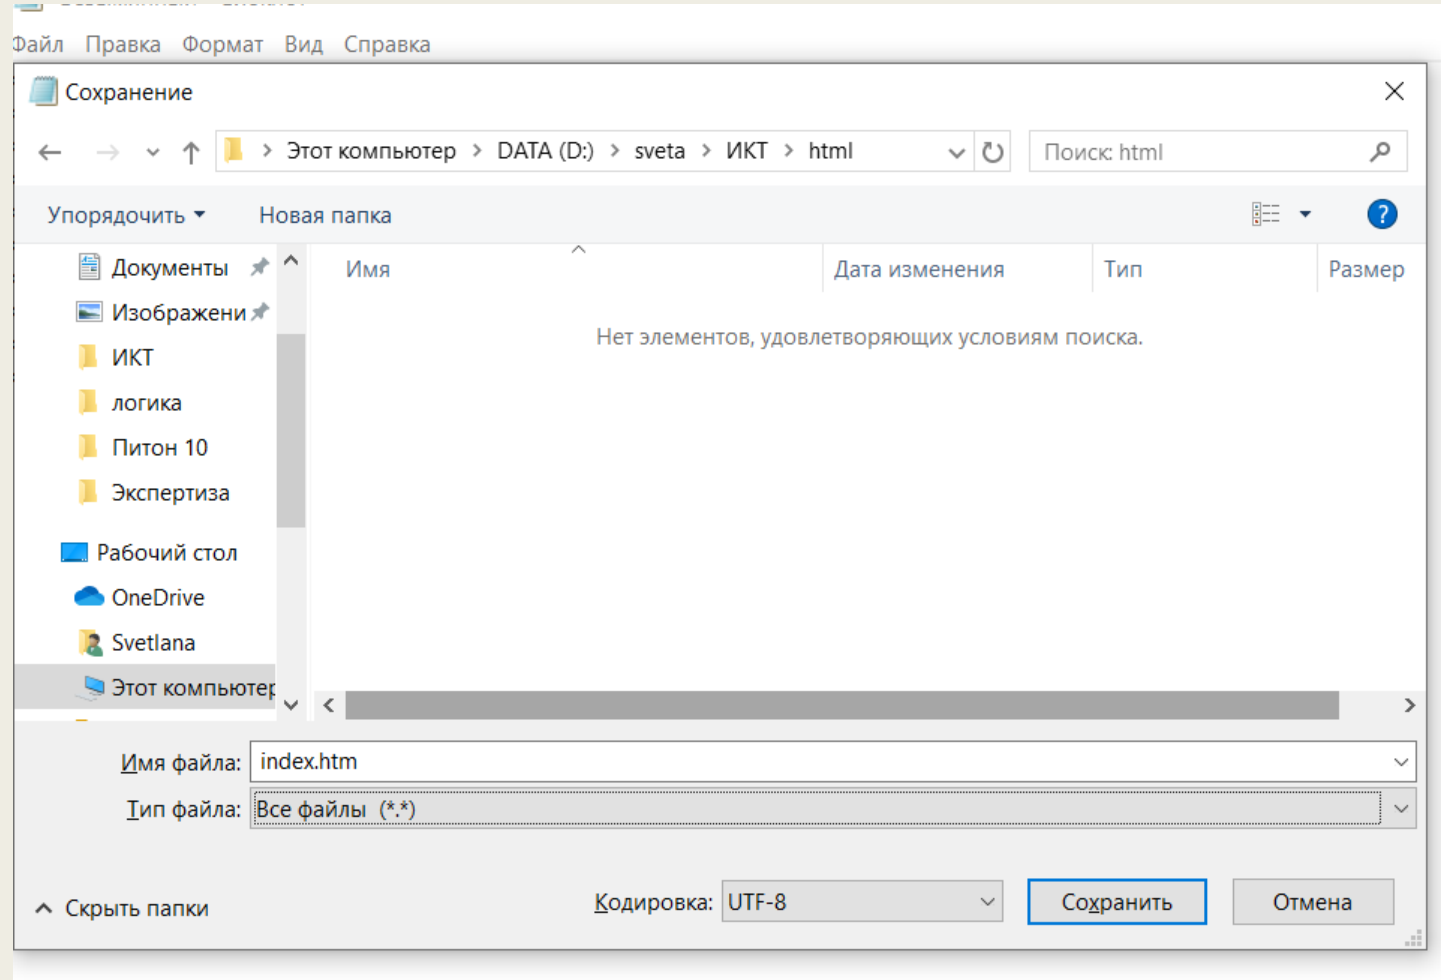 Файл Правка Формат Вид Справка
Сохранение
Этот компьютер > DATA (D:) > sveta > ИКТ > html
Поиск: html
Упорядочить Новая папка
?
Имя Дата изменения Тип Размер
Нет элементов, удовлетворяющих условиям поиска.
Документы
Изображени
ИКТ
логика
Питон 10
Экспертиза
Рабочий стол
OneDrive
Svetlana
Этот компьютер
Имя файла: index.htm
Тип файла: Все файлы (*.*)
Скрыть папки
Кодировка: UTF-8
Сохранить
Отмена